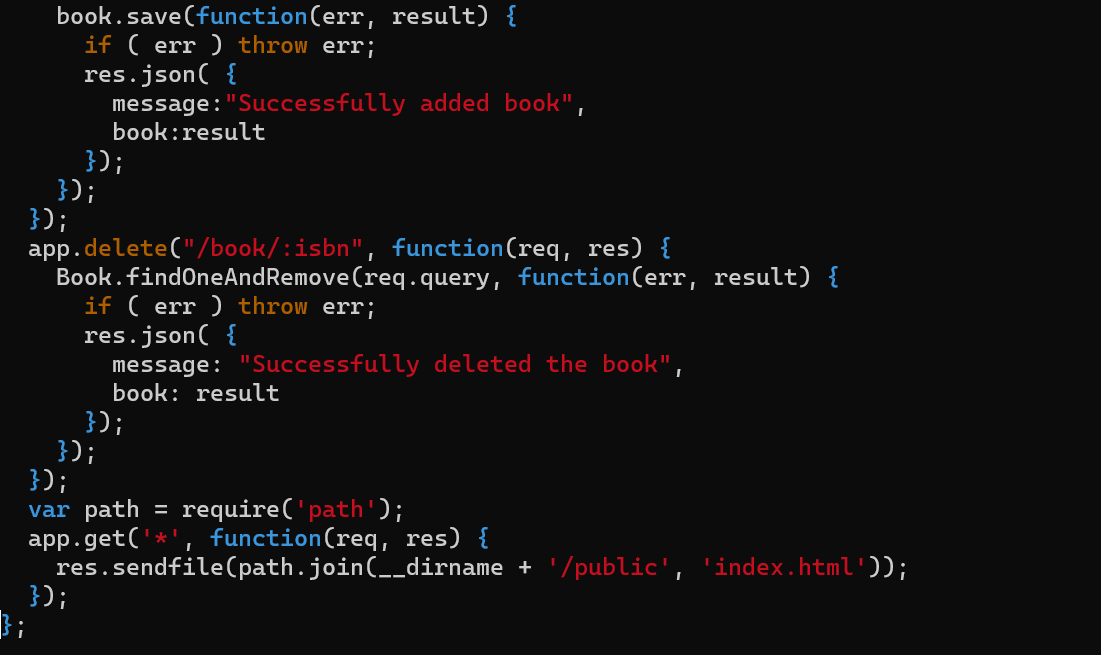 book.save(function(err, result) {
      if ( err ) throw err;
      res.json( {
        message:"Successfully added book",
        book:result
      });
    });
  });
  app.delete("/book/:isbn", function(req, res) {
    Book.findOneAndRemove(req.query, function(err, result) {
      if ( err ) throw err;
      res.json( {
        message: "Successfully deleted the book",
        book: result
      });
    });
  });
  var path = require('path');
  app.get('*', function(req, res) {
    res.sendfile(path.join(__dirname + '/public', 'index.html'));
  });
};